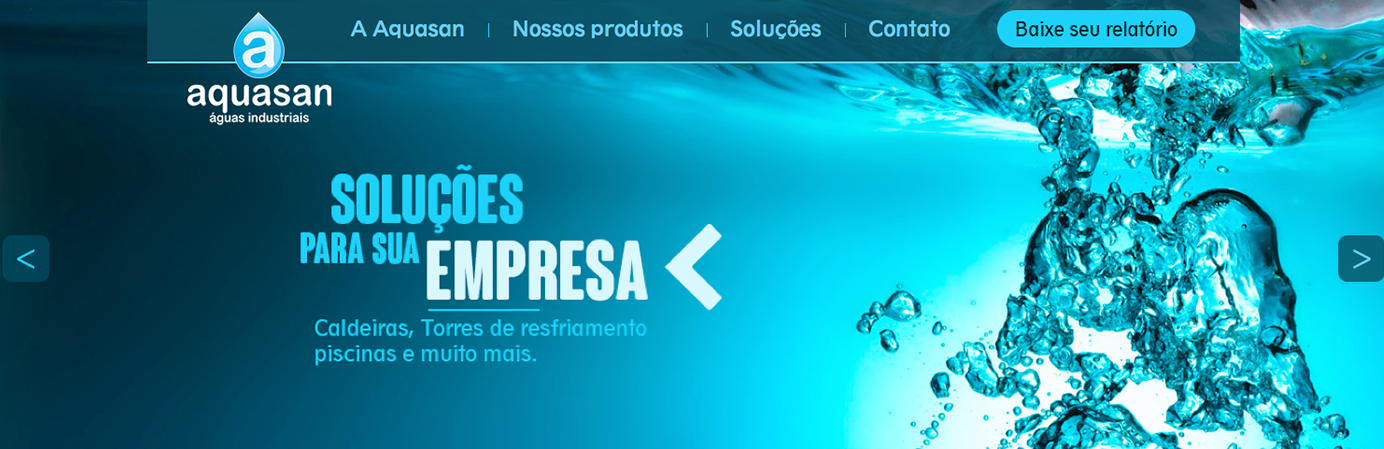 A Aquasan | Nossos produtos | Soluções | Contato
Baixe seu relatório
a
aquasan
águas industriais
SOLUÇÕES
PARA SUA EMPRESA
Caldeiras, Torres de resfriamento
piscinas e muito mais.
<
>